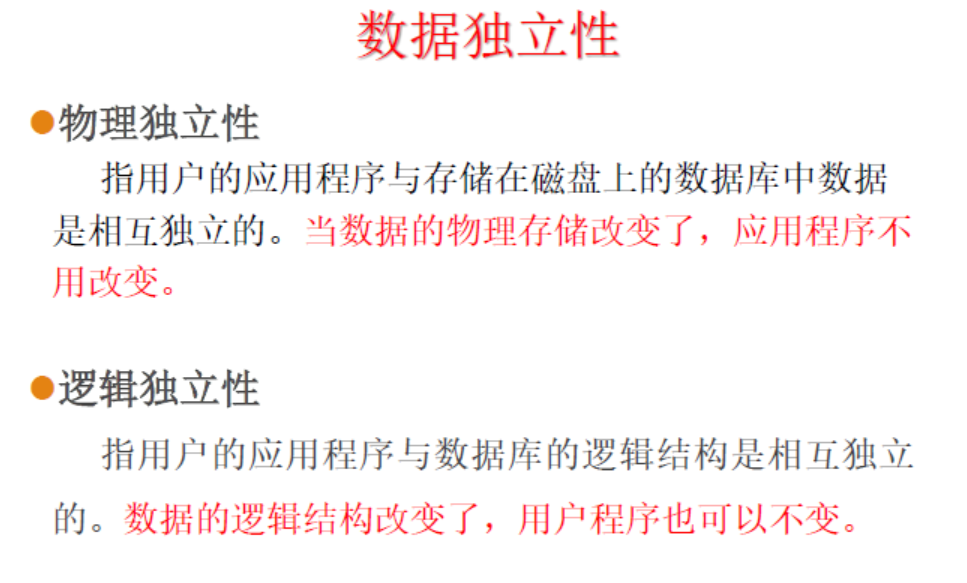 数据独立性
物理独立性
指用户的应用程序与存储在磁盘上的数据库中数据
是相互独立的。当数据的物理存储改变了，应用程序不
用改变。
逻辑独立性
指用户的应用程序与数据库的逻辑结构是相互独立
的。数据的逻辑结构改变了，用户程序也可以不变。